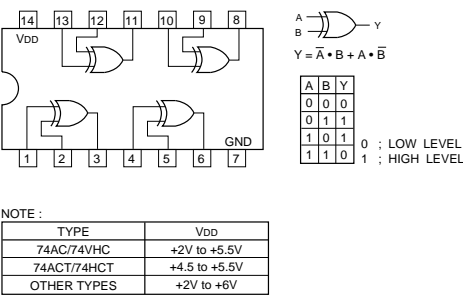 14 13 12 11 10 9 8
VDD
GND
1 2 3 4 5 6 7
A
B
Y
Y = A̅ • B + A • B̅
A B Y
0 0 0
0 1 1
1 0 1
1 1 0
0 ; LOW LEVEL
1 ; HIGH LEVEL
NOTE :
TYPE VDD
74AC/74VHC +2V to +5.5V
74ACT/74HCT +4.5 to +5.5V
OTHER TYPES +2V to +6V